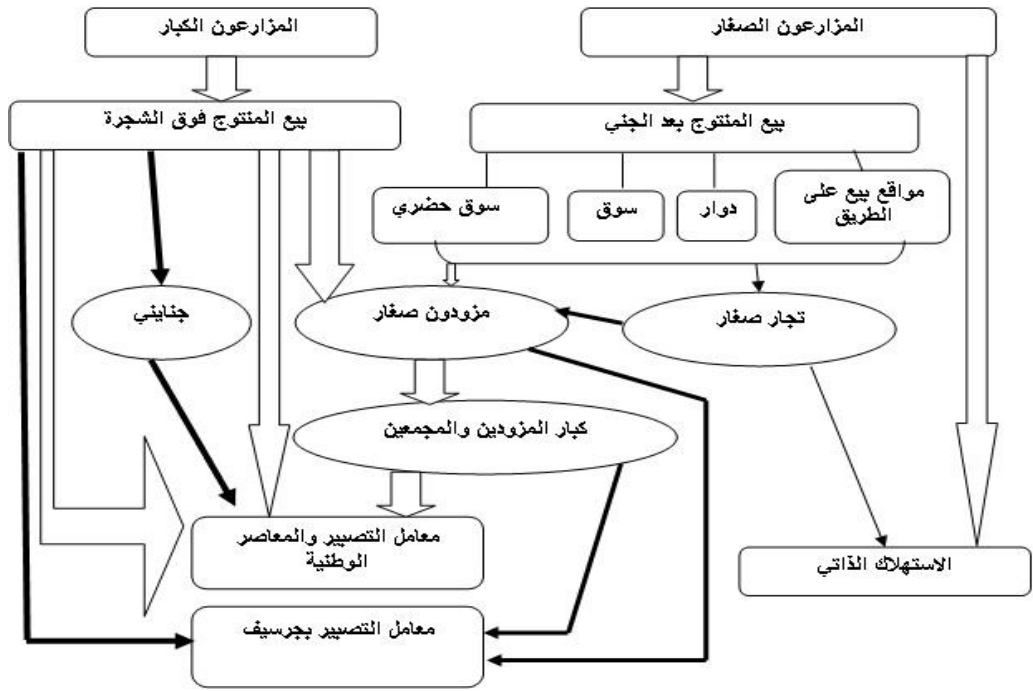 المزارعون الصغار
المزارعون الكبار
بيع المنتوج بعد الجني
بيع المنتوج فوق الشجرة
مواقع بيع على
الطريق
دوار
سوق
سوق حضري
تجار صغار
مزودون صغار
جنايني
كبار المزودين والمجمعين
معامل التصبير والمعاصر
الوطنية
الاستهلاك الذاتي
معامل التصبير بجرسيف